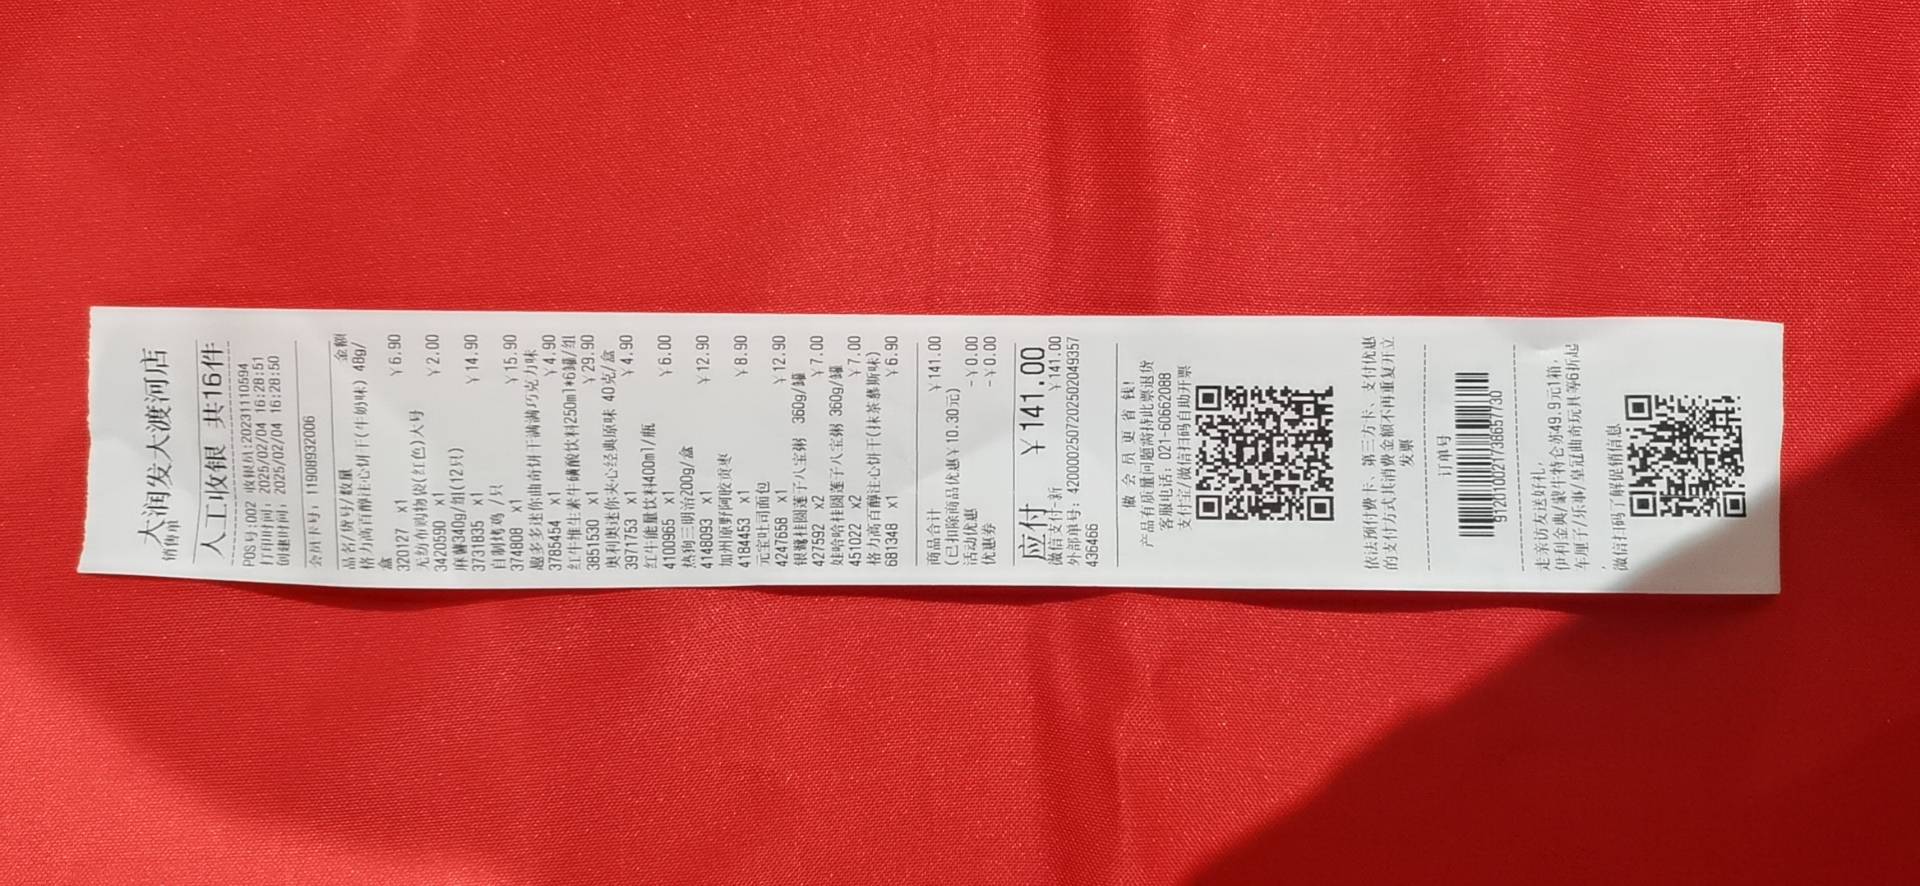 大润发大渡河店
销售单
人工收银 共16件
POS号:002 收银员:20231110594
打印时间: 2025/02/04 16:28:51
创建时间: 2025/02/04 16:28:50
会员卡号: 11908932006
品名/货号/数量 金额
格力高百醇注心饼干(牛奶味) 48g/
盒
320127 x1 ￥6.90
无纺布购物袋(红色)大号
3420590 x1 ￥2.00
麻糍340g/组(12只)
3731835 x1 ￥14.90
自制烤鸡 /只
374808 x1 ￥15.90
趣多多迷你曲奇饼干满满巧克力味
3785454 x1 ￥4.90
红牛维生素牛磺酸饮料250ml*6罐/组
3851530 x1 ￥29.90
奥利奥迷你夹心经典原味 40克/盒
3971753 x1 ￥4.90
红牛能量饮料400ml/瓶
4100965 x1 ￥6.00
热狗三明治200g/盒
4148093 x1 ￥12.90
加州原野阿胶贡枣
4184453 x1 ￥8.90
元宝吐司面包
4247658 x1 ￥12.90
银鹭桂圆莲子八宝粥 360g/罐
427592 x2 ￥7.00
娃哈哈桂圆莲子八宝粥 360g/罐
451022 x2 ￥7.00
格力高百醇注心饼干(抹茶慕斯味)
681348 x1 ￥6.90
商品合计 ￥141.00
(已扣除商品优惠￥10.30元)
活动优惠 -￥0.00
优惠券 -￥0.00
应付 ￥141.00
微信支付-新 ￥141.00
外部单号: 4200002507202502049357
436466
做 会 员 更 省 钱!
产品有质量问题需持此票退货
客服电话: 021-60662088
支付宝/微信扫码自助开票
依法预付费卡、第三方卡、支付优惠
的支付方式其消费金额不再重复开立
发票
订单号
9120100217738657730
走亲访友送好礼,
伊利金典/蒙牛特仑苏49.9元1箱,
车厘子/乐事/皇冠曲奇玩具等6折起
微信扫码了解促销信息